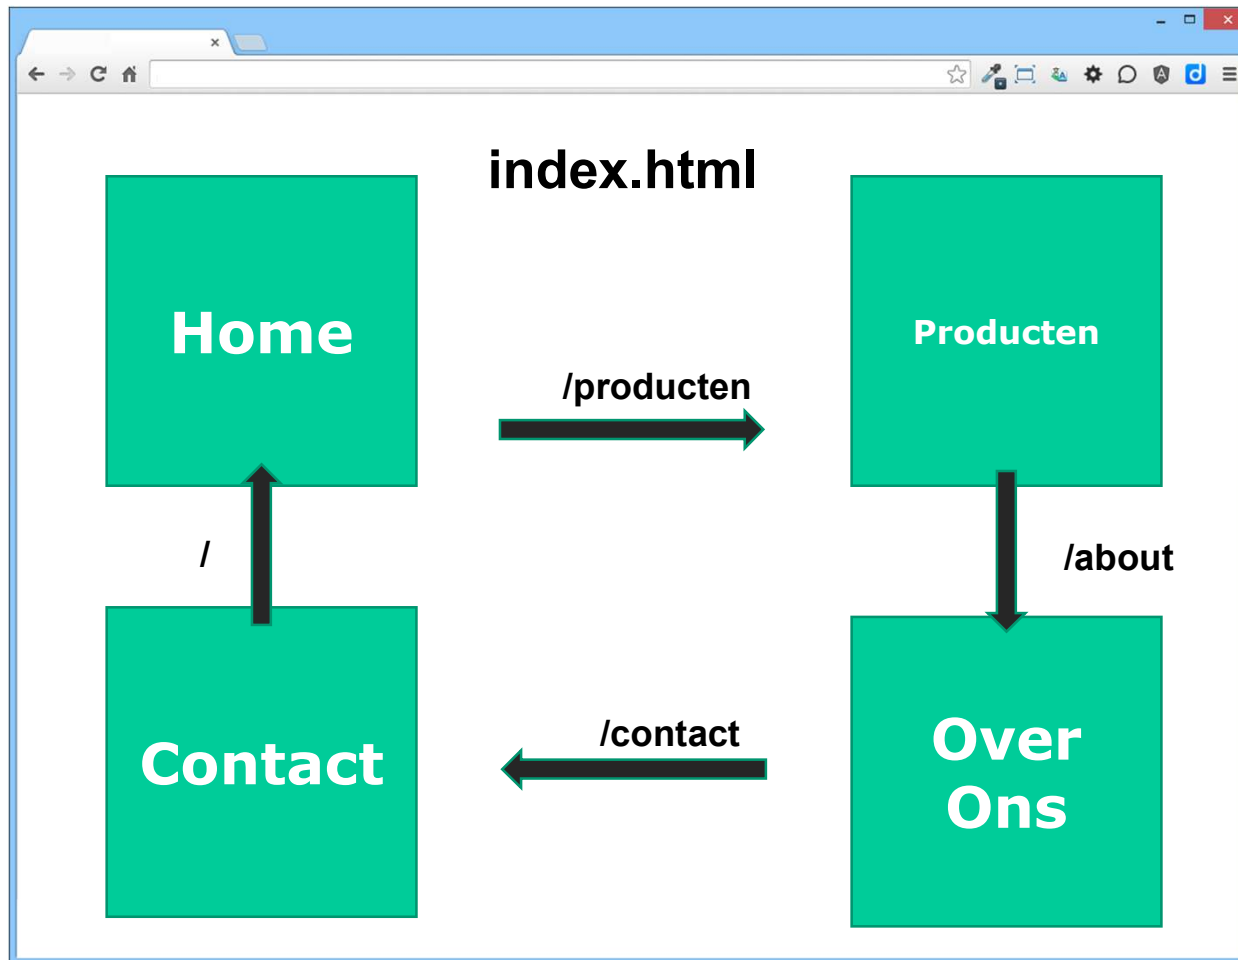 index.html
Home
Producten
/producten
/
/about
Contact
/contact
Over
Ons